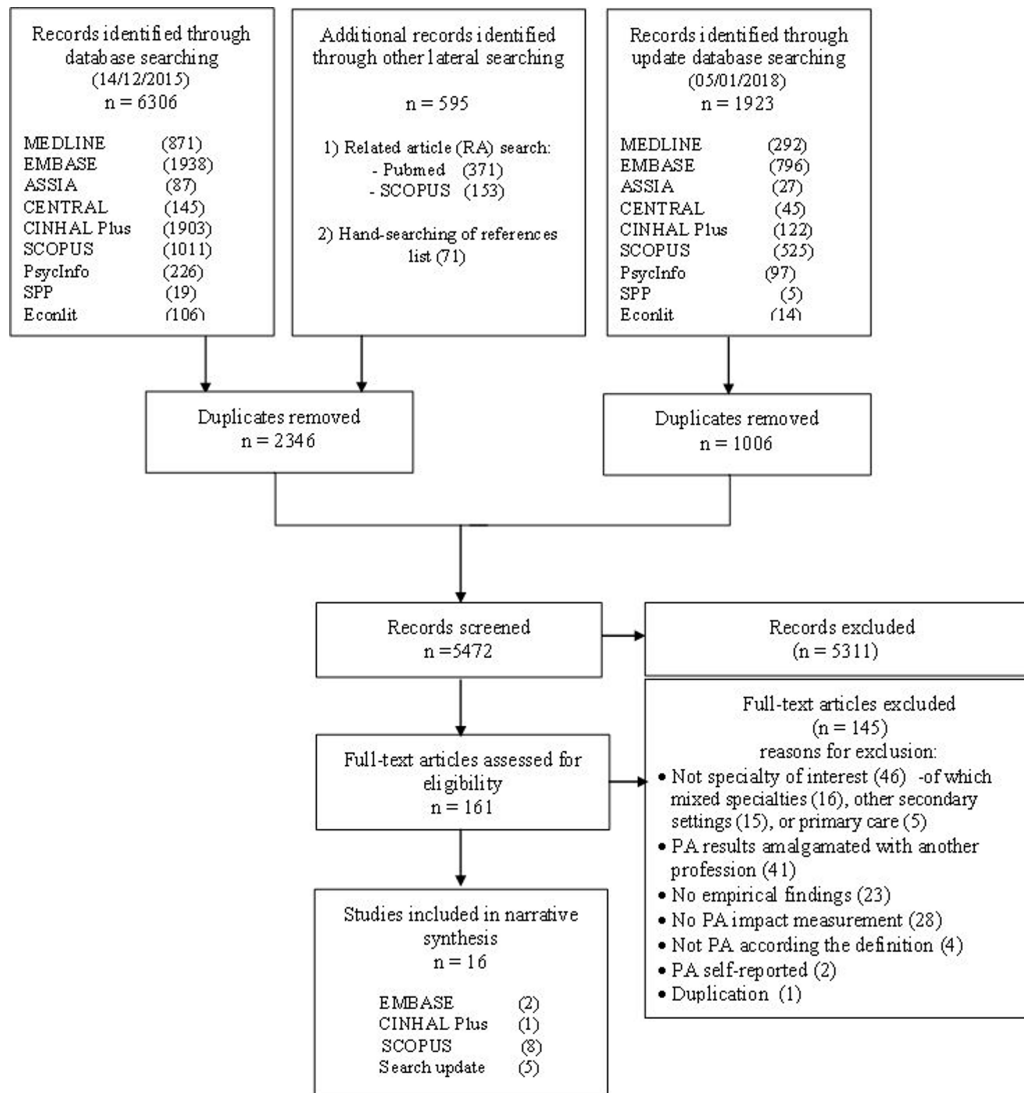 Records identified through
database searching
(14/12/2015)
n = 6306
MEDLINE (871)
EMBASE (1938)
ASSIA (87)
CENTRAL (145)
CINHAL Plus (1903)
SCOPUS (1011)
PsycInfo (226)
SPP (19)
Econlit (106)
Additional records identified
through other lateral searching
n = 595
1) Related article (RA) search:
- Pubmed (371)
- SCOPUS (153)
2) Hand-searching of references
list (71)
Records identified through
update database searching
(05/01/2018)
n = 1923
MEDLINE (292)
EMBASE (796)
ASSIA (27)
CENTRAL (45)
CINHAL Plus (122)
SCOPUS (525)
PsycInfo (97)
SPP (5)
Econlit (14)
Duplicates removed
n = 2346
Duplicates removed
n = 1006
Records screened
n =5472
Records excluded
(n = 5311)
Full-text articles assessed for
eligibility
n = 161
Full-text articles excluded
(n = 145)
reasons for exclusion:
• Not specialty of interest (46) -of which
mixed specialties (16), other secondary
settings (15), or primary care (5)
• PA results amalgamated with another
profession (41)
• No empirical findings (23)
• No PA impact measurement (28)
• Not PA according the definition (4)
• PA self-reported (2)
• Duplication (1)
Studies included in narrative
synthesis
n = 16
EMBASE (2)
CINHAL Plus (1)
SCOPUS (8)
Search update (5)